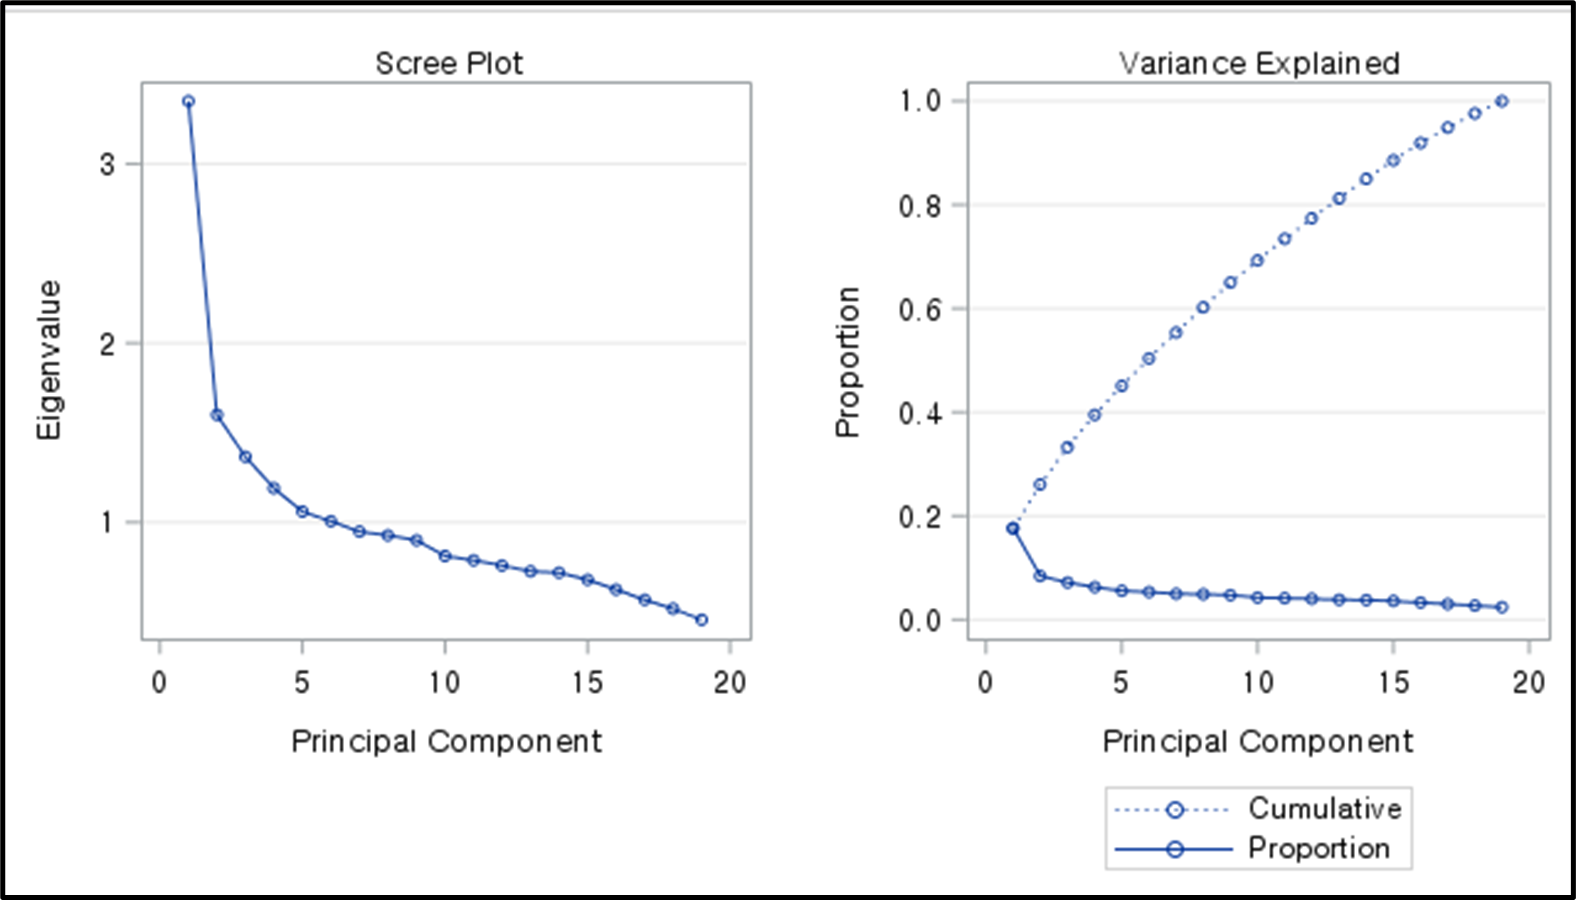 Scree Plot
Eigenvalue
3
2
1
0 5 10 15 20
Principal Component
Variance Explained
Proportion
1.0
0.8
0.6
0.4
0.2
0.0
0 5 10 15 20
Principal Component
Cumulative
Proportion